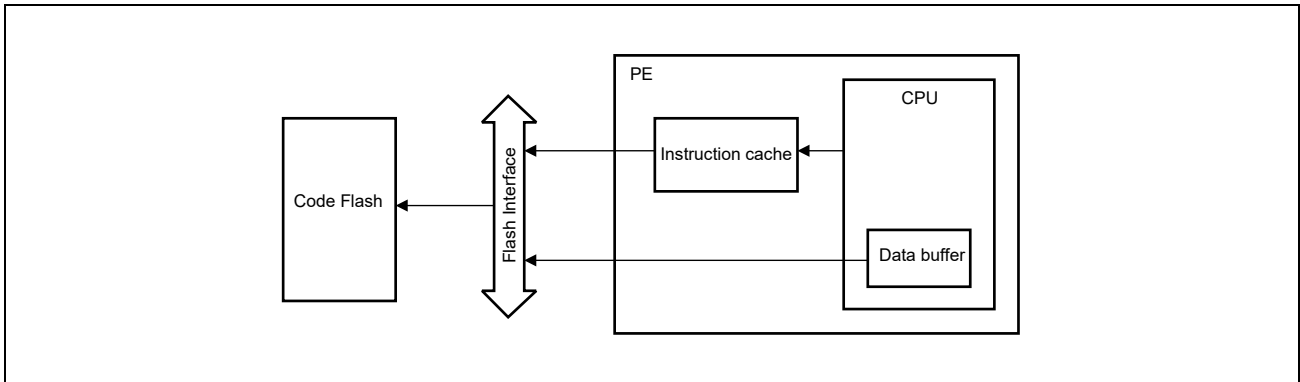 PE
CPU
Instruction cache
Code Flash
Flash Interface
Data buffer